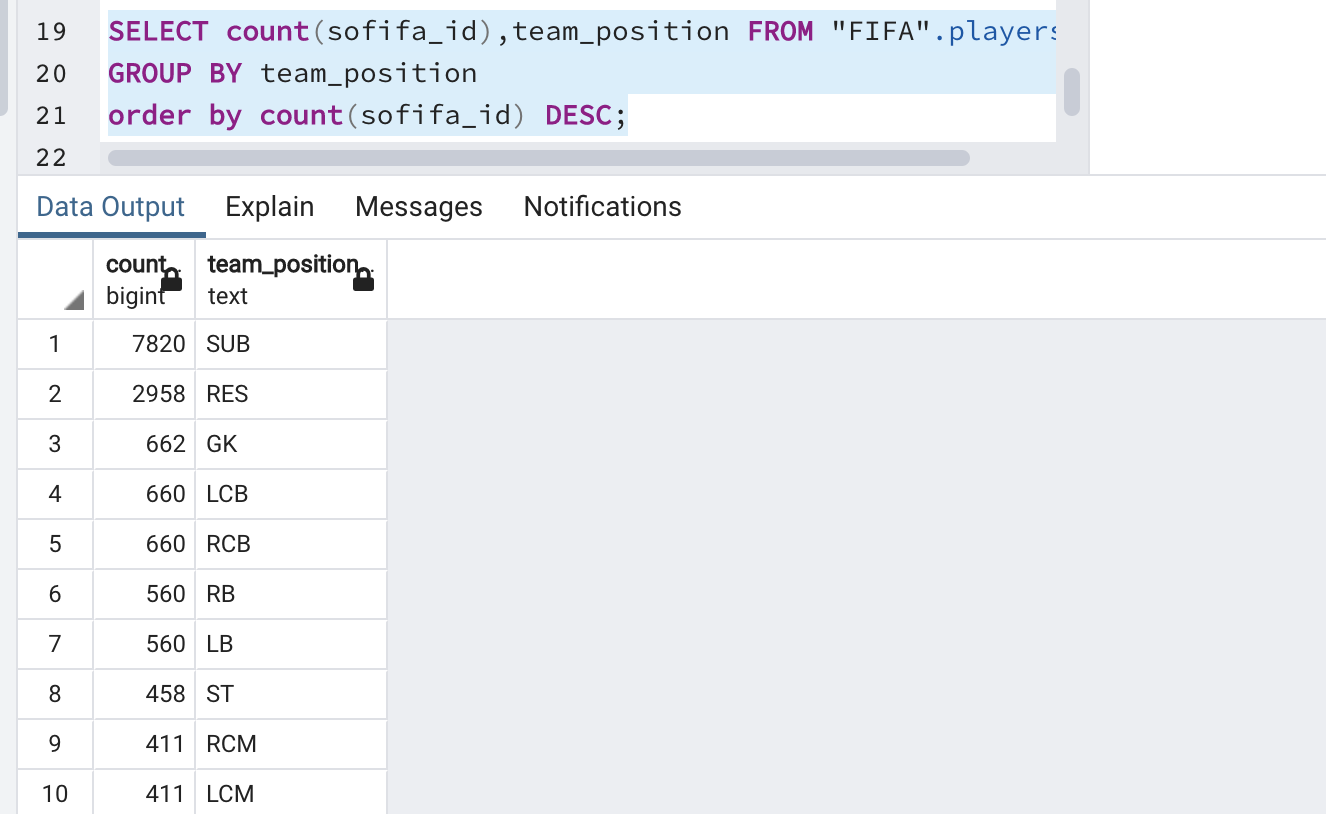 19 SELECT count(sofifa_id),team_position FROM "FIFA".players
20 GROUP BY team_position
21 order by count(sofifa_id) DESC;
22
Data Output Explain Messages Notifications
count team_position
bigint text
1 7820 SUB
2 2958 RES
3 662 GK
4 660 LCB
5 660 RCB
6 560 RB
7 560 LB
8 458 ST
9 411 RCM
10 411 LCM